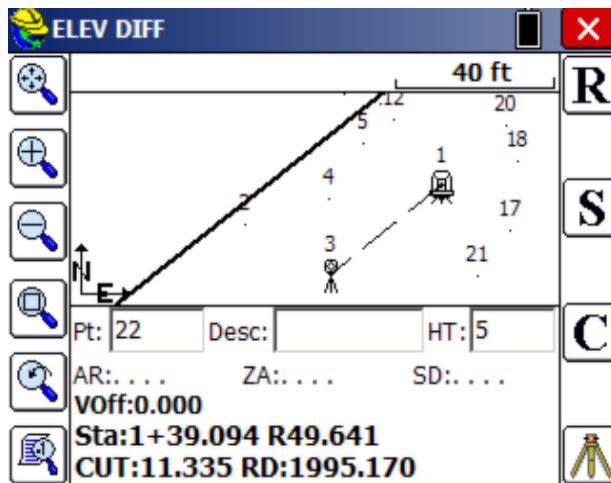 ELEV DIFF
40 ft
R
12
20
5
18
1
4
S
2
17
3
21
N
E
Pt: 22 Desc: HT: 5
C
AR:. . . . ZA:. . . . SD:. . . .
VOff:0.000
Sta:1+39.094 R49.641
CUT:11.335 RD:1995.170